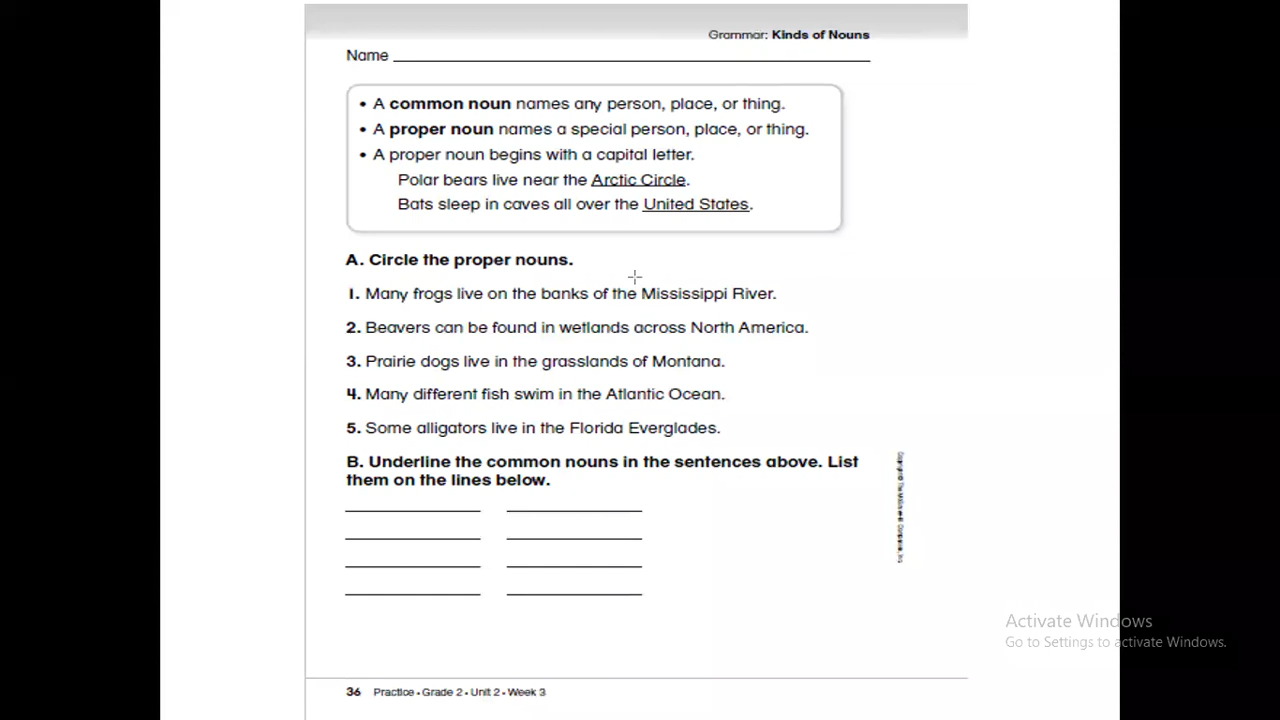 Grammar: Kinds of Nouns
Name
• A common noun names any person, place, or thing.
• A proper noun names a special person, place, or thing.
• A proper noun begins with a capital letter.
Polar bears live near the Arctic Circle.
Bats sleep in caves all over the United States.
A. Circle the proper nouns.
1. Many frogs live on the banks of the Mississippi River.
2. Beavers can be found in wetlands across North America.
3. Prairie dogs live in the grasslands of Montana.
4. Many different fish swim in the Atlantic Ocean.
5. Some alligators live in the Florida Everglades.
B. Underline the common nouns in the sentences above. List
them on the lines below.
Activate Windows
Go to Settings to activate Windows.
36 Practice • Grade 2 • Unit 2 • Week 3